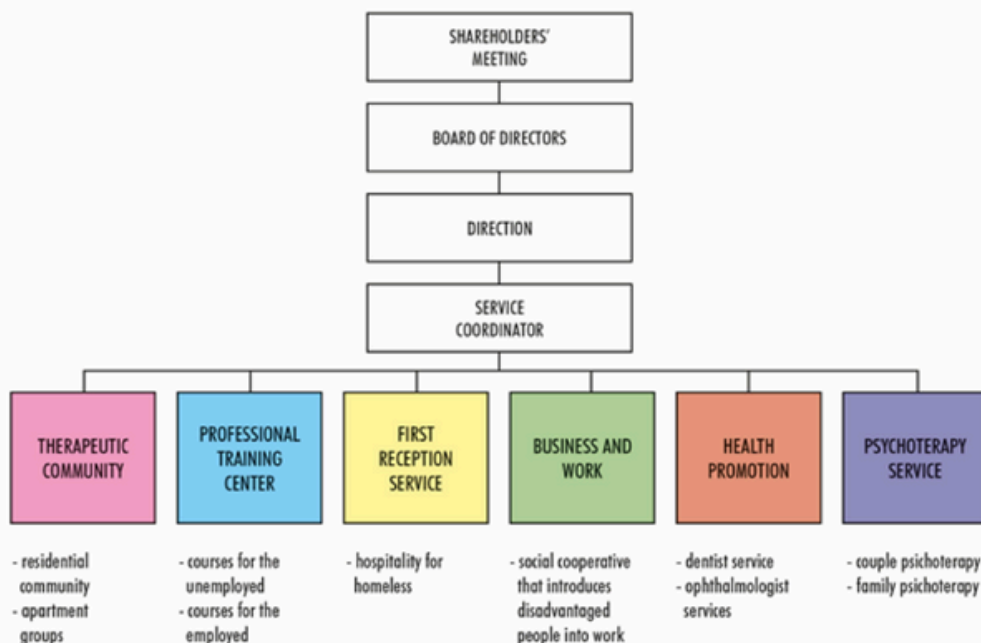 SHAREHOLDERS'
MEETING
BOARD OF DIRECTORS
DIRECTION
SERVICE
COORDINATOR
THERAPEUTIC
COMMUNITY
PROFESSIONAL
TRAINING
CENTER
FIRST
RECEPTION
SERVICE
BUSINESS AND
WORK
HEALTH
PROMOTION
PSYCHOTERAPY
SERVICE
- residential
community
- apartment
groups
- courses for the
unemployed
- courses for the
employed
- hospitality for
homeless
- social cooperative
that introduces
disadvantaged
people into work
- dentist service
- ophthalmologist
services
- couple psichoterapy
- family psichoterapy